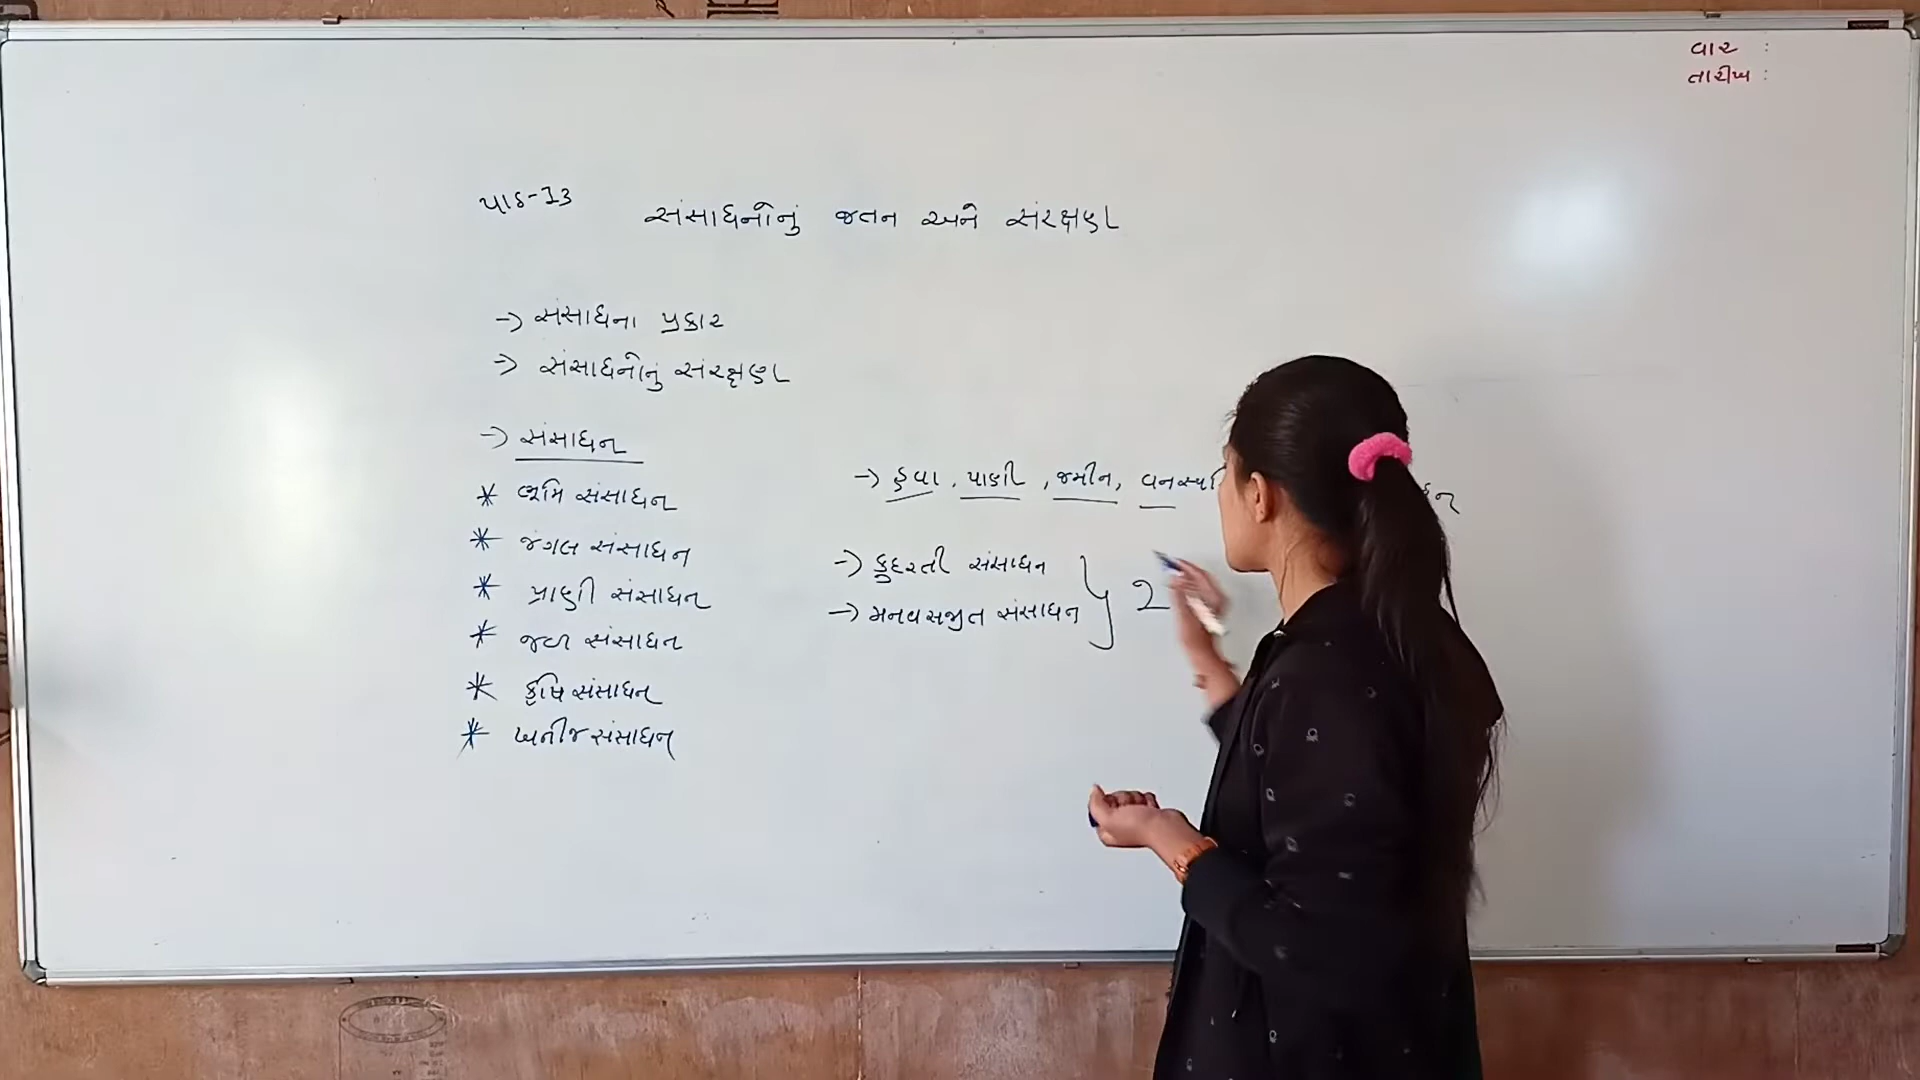 વાર :
તારીખ :
પાઠ-13 સંસાધનોનું જતન અને સંરક્ષણ
→ સંસાધના પ્રકાર
→ સંસાધનોનું સંરક્ષણ
→ સંસાધન
* ભૂમિ સંસાધન
* જંગલ સંસાધન
* પ્રાણી સંસાધન
* જળ સંસાધન
* કૃષિ સંસાધન
* ખનીજ સંસાધન
→ હવા, પાણી, જમીન,
→ કુદરતી સંસાધન
→ માનવસર્જીત સંસાધન } 2